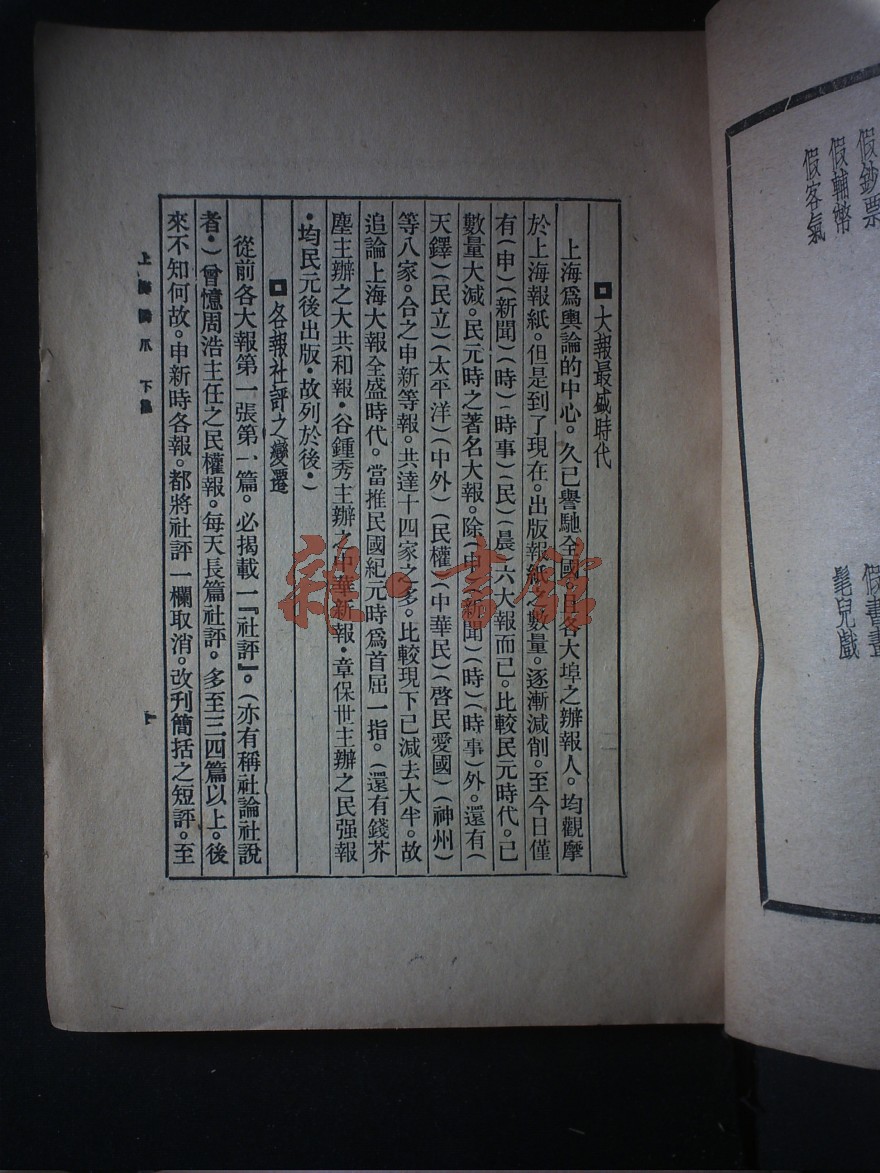 假鈔票
假輔幣
假客氣
假書畫
髦兒戲
大報最盛時代
上海爲輿論的中心。久已譽馳全國。且各大埠之辦報人。均觀摩
於上海報紙。但是到了現在。出版報紙之數量。逐漸減削。至今日僅
有(申)(新聞)(時)(時事)(民)(晨)六大報而已。比較民元時代。已
數量大減。民元時之著名大報。除(申)(新聞)(時)(時事)外。還有(
天鐸)(民立)(太平洋)(中外)(民權)(中華民)(啓民愛國)(神州)
等八家。合之申新等報。共達十四家之多。比較現下已減去大半。故
追論上海大報全盛時代。當推民國紀元時爲首屈一指。(還有錢芥
塵主辦之大共和報·谷鍾秀主辦之中華新報·章保世主辦之民强報
·均民元後出版·故列於後·)
各報社評之變遷
從前各大報第一張第一篇。必揭載一『社評』。(亦有稱社論社說
者·)曾憶周浩主任之民權報。每天長篇社評。多至三四篇以上。後
來不知何故。申新時各報。都將社評一欄取消。改刋簡括之短評。至
上海 爪 下
雜·書館